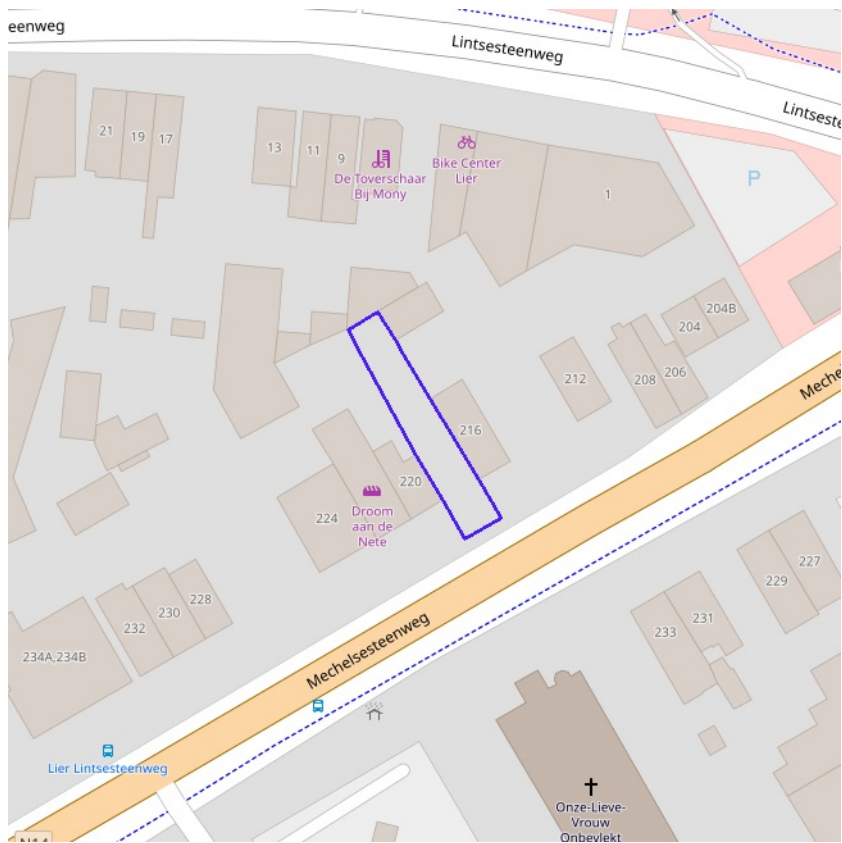 eenweg
Lintsesteenweg
Lintseste
21
19
17
13
11
9
De Toverschaar
Bij Mony
Bike Center
Lier
1
P
204B
204
206
208
212
216
220
224
Droom
aan de
Nete
228
230
232
234A,234B
Mechelsesteenweg
Meche
227
229
231
233
Lier Lintsesteenweg
N14
Onze-Lieve-
Vrouw
Onbevlekt